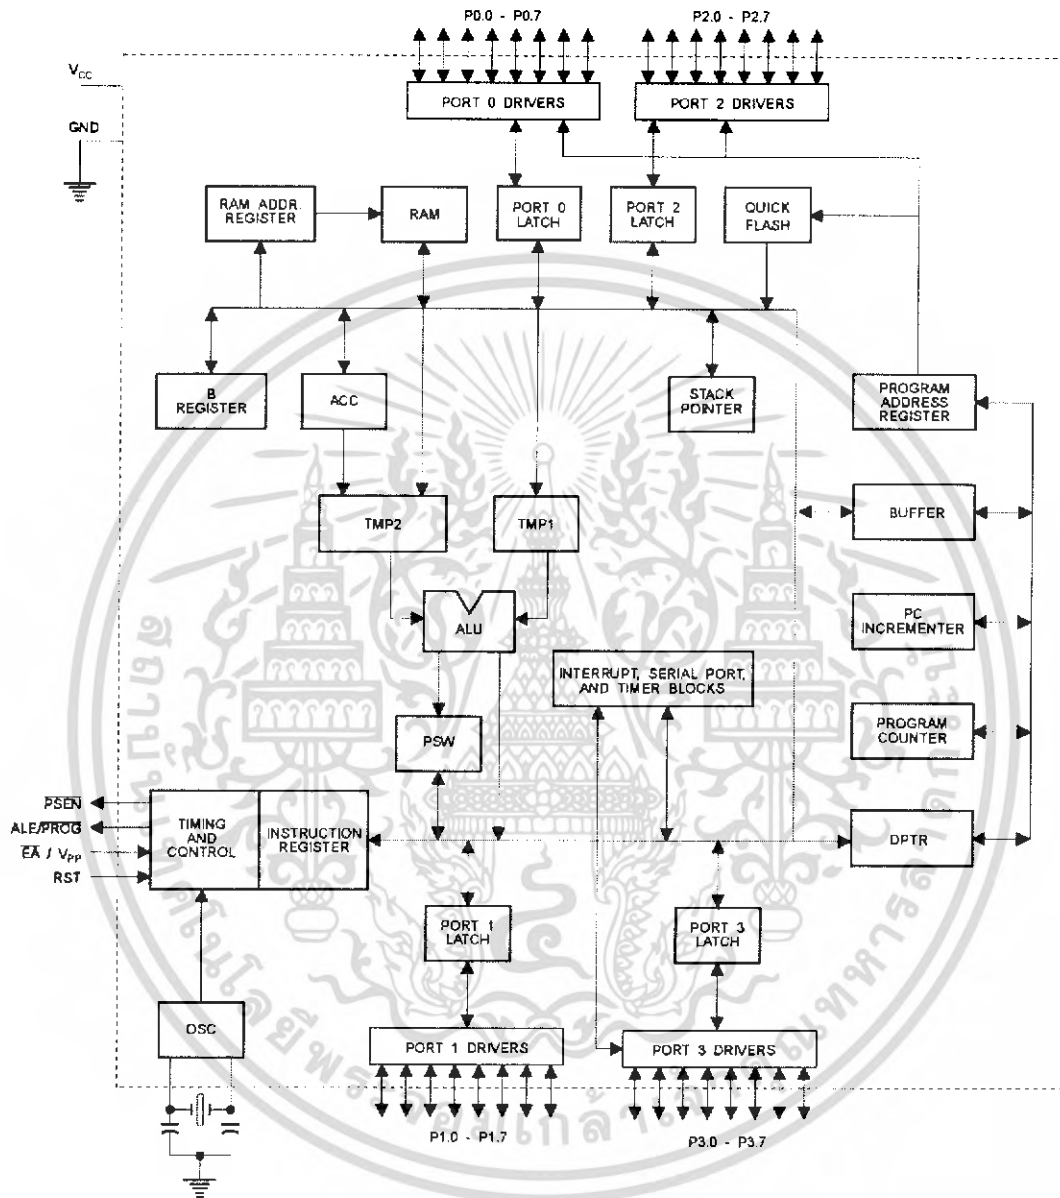 P0.0 - P0.7
P2.0 - P2.7
VCC
GND
PORT 0 DRIVERS
PORT 2 DRIVERS
RAM ADDR.
REGISTER
RAM
PORT 0
LATCH
PORT 2
LATCH
QUICK
FLASH
B
REGISTER
ACC
STACK
POINTER
PROGRAM
ADDRESS
REGISTER
TMP2
TMP1
BUFFER
ALU
PC
INCREMENTER
INTERRUPT, SERIAL PORT,
AND TIMER BLOCKS
PSW
PROGRAM
COUNTER
PSEN
ALE/PROG
EA / VPP
RST
TIMING
AND
CONTROL
INSTRUCTION
REGISTER
DPTR
PORT 1
LATCH
PORT 3
LATCH
OSC
PORT 1 DRIVERS
PORT 3 DRIVERS
P1.0 - P1.7
P3.0 - P3.7